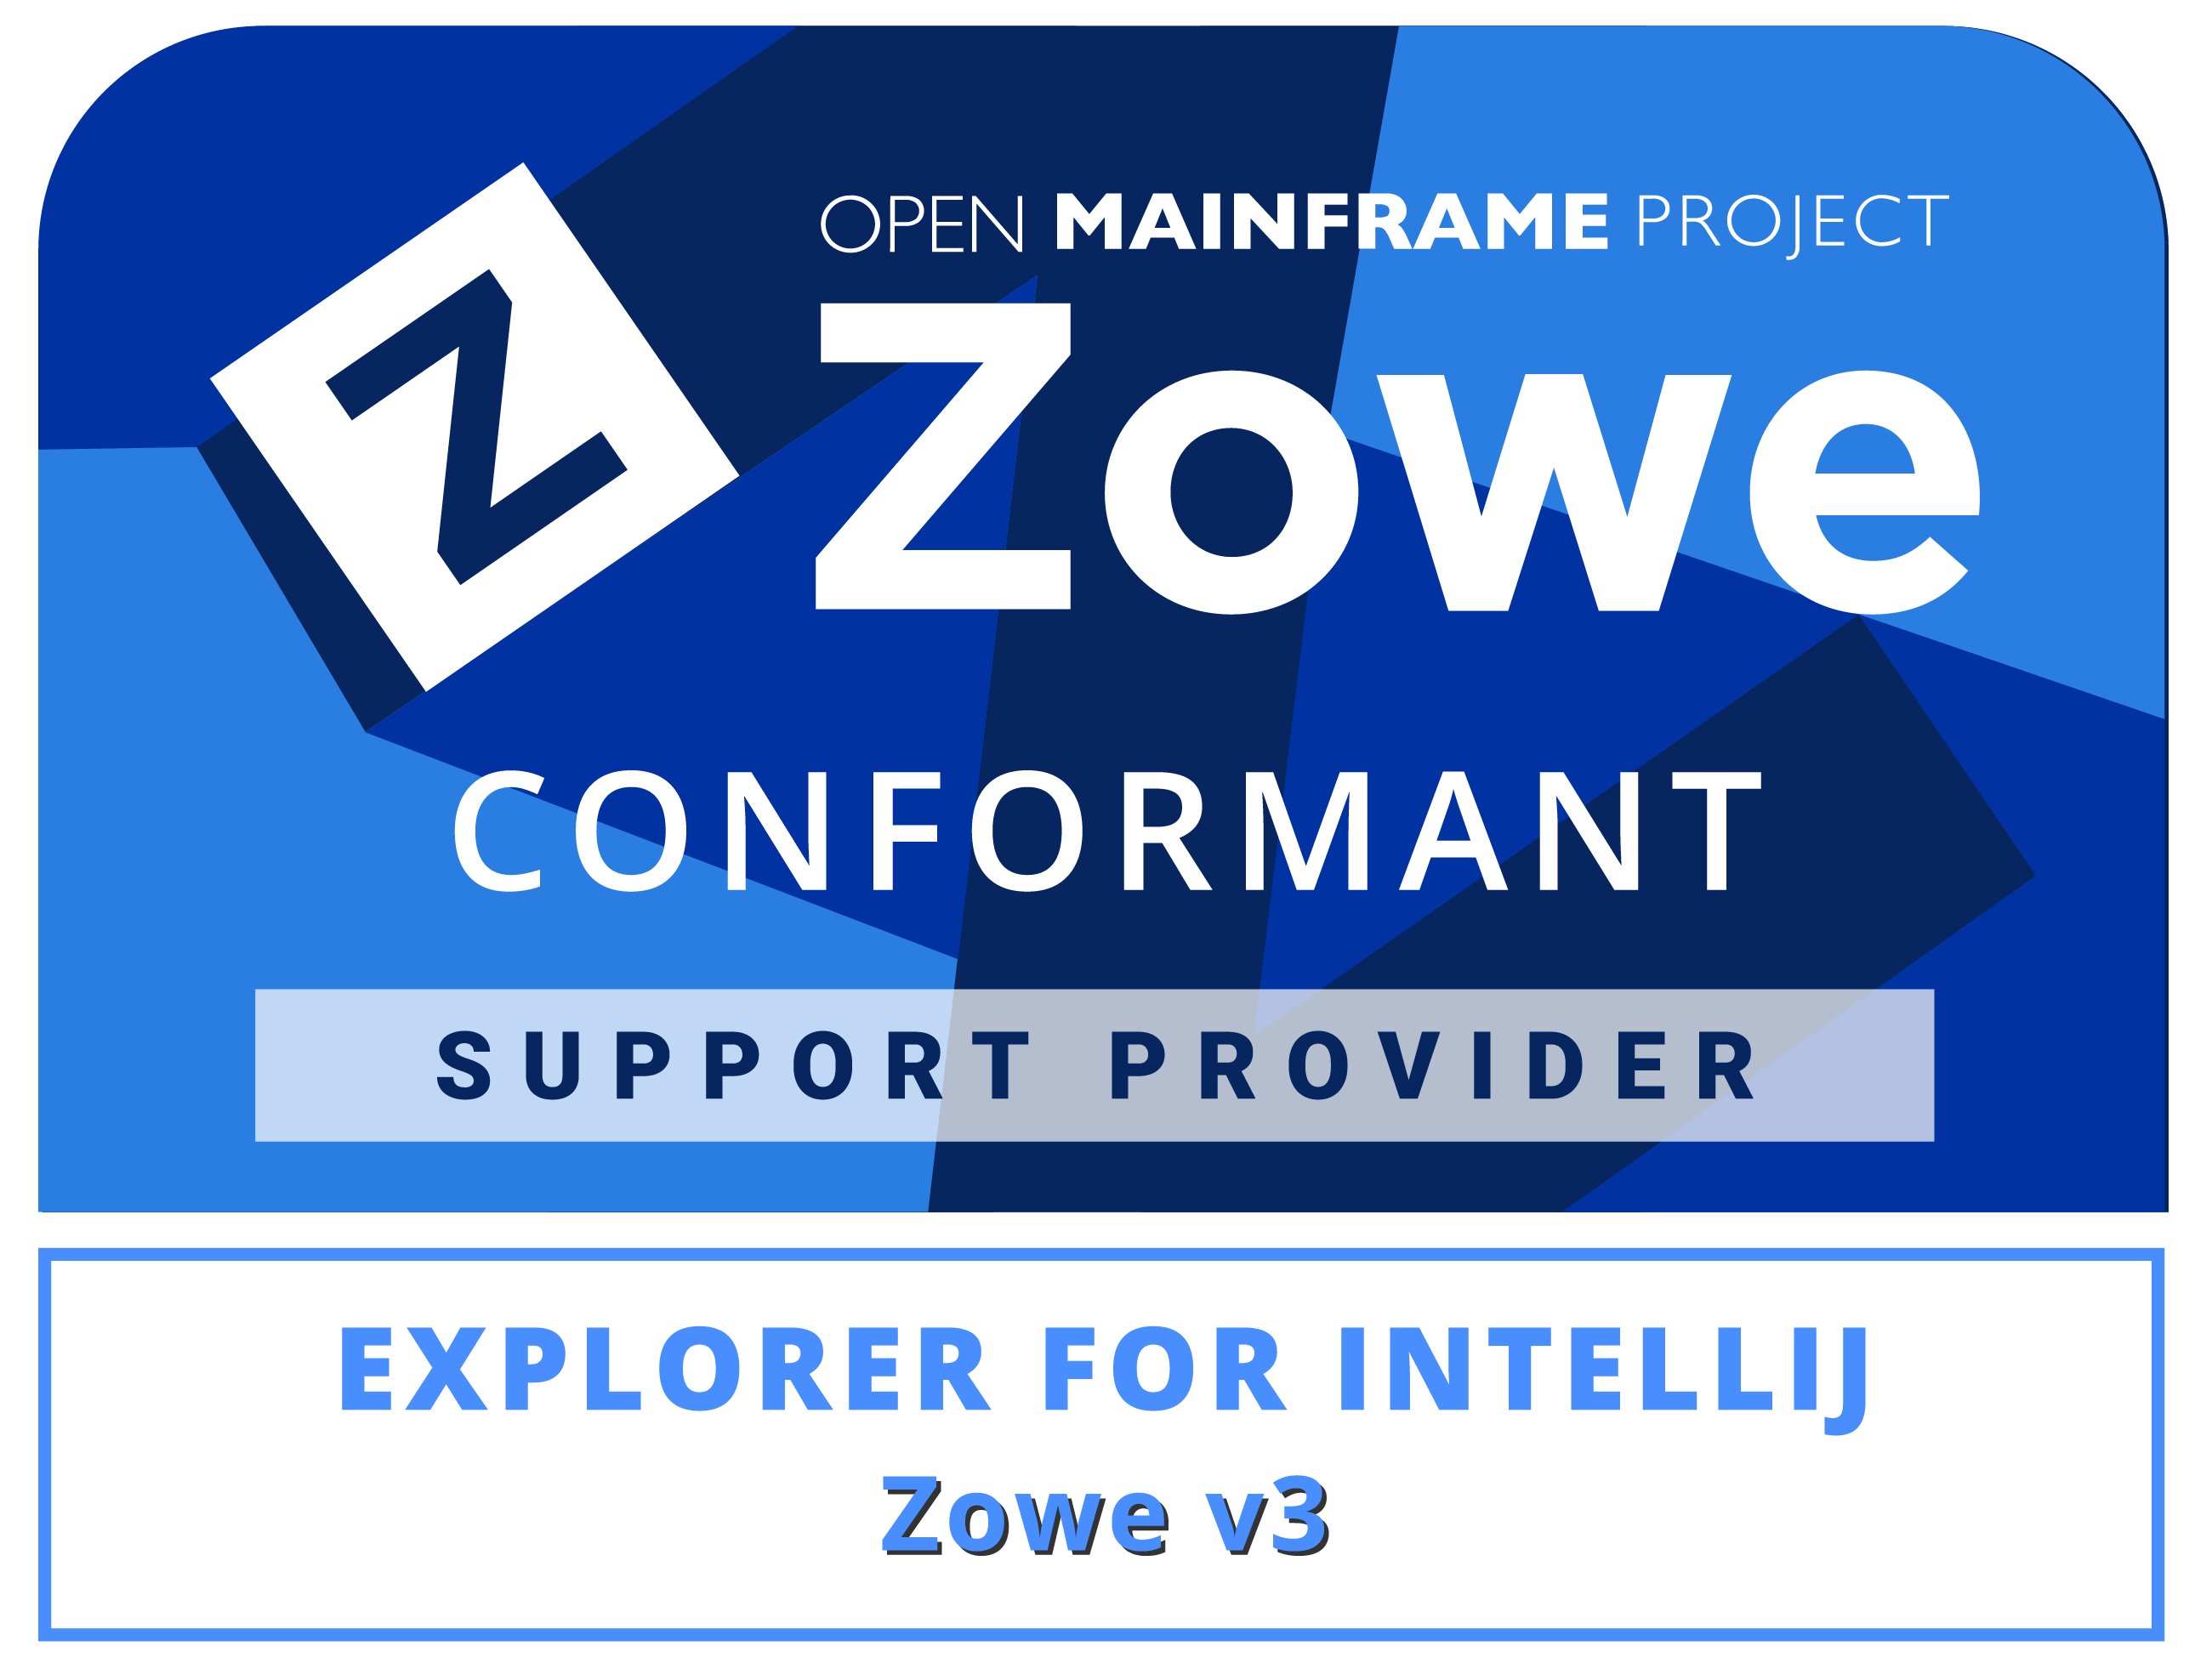 OPEN MAINFRAME PROJECT
Z
Zowe
CONFORMANT
SUPPORT PROVIDER
EXPLORER FOR INTELLIJ
Zowe v3